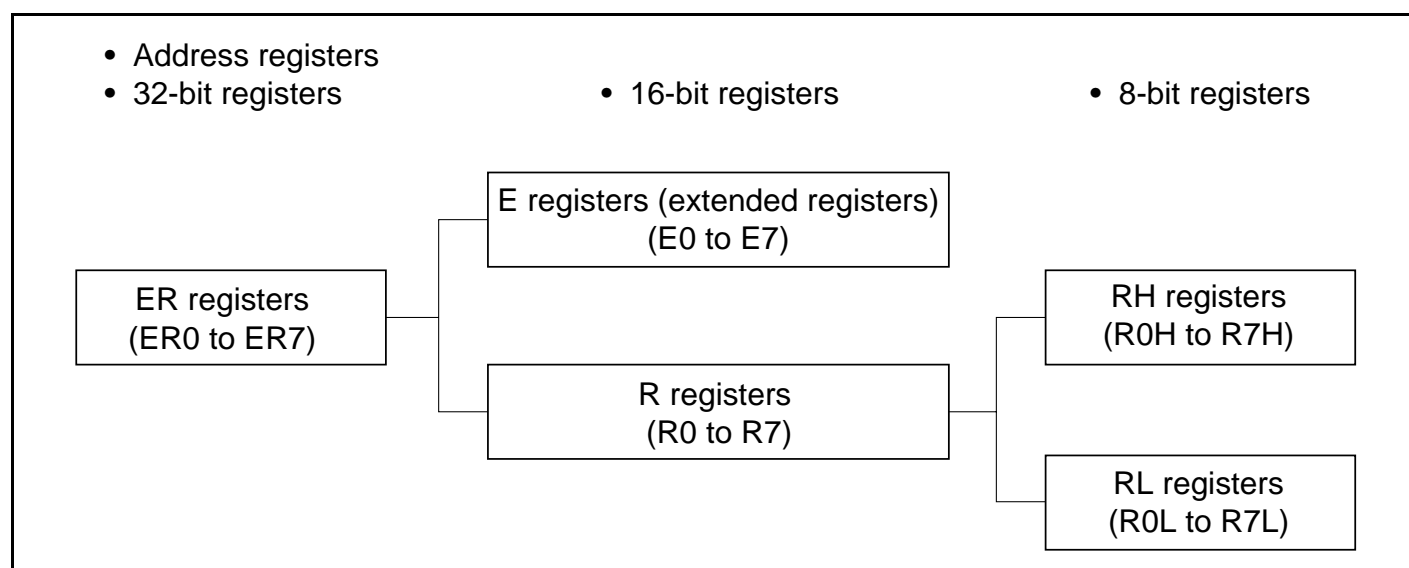 • Address registers
• 32-bit registers
• 16-bit registers
• 8-bit registers
E registers (extended registers)
(E0 to E7)
ER registers
(ER0 to ER7)
RH registers
(R0H to R7H)
R registers
(R0 to R7)
RL registers
(R0L to R7L)